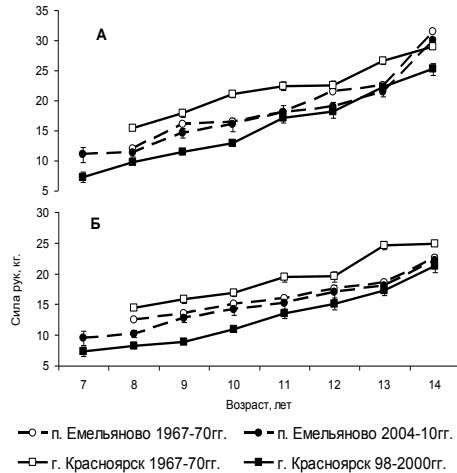 А
35
30
25
20
15
10
5
Б
30
25
20
15
10
5
Сила рук, кг.
7 8 9 10 11 12 13 14
Возраст, лет
п. Емельяново 1967-70гг. п. Емельяново 2004-10гг.
г. Красноярск 1967-70гг. г. Красноярск 98-2000гг.